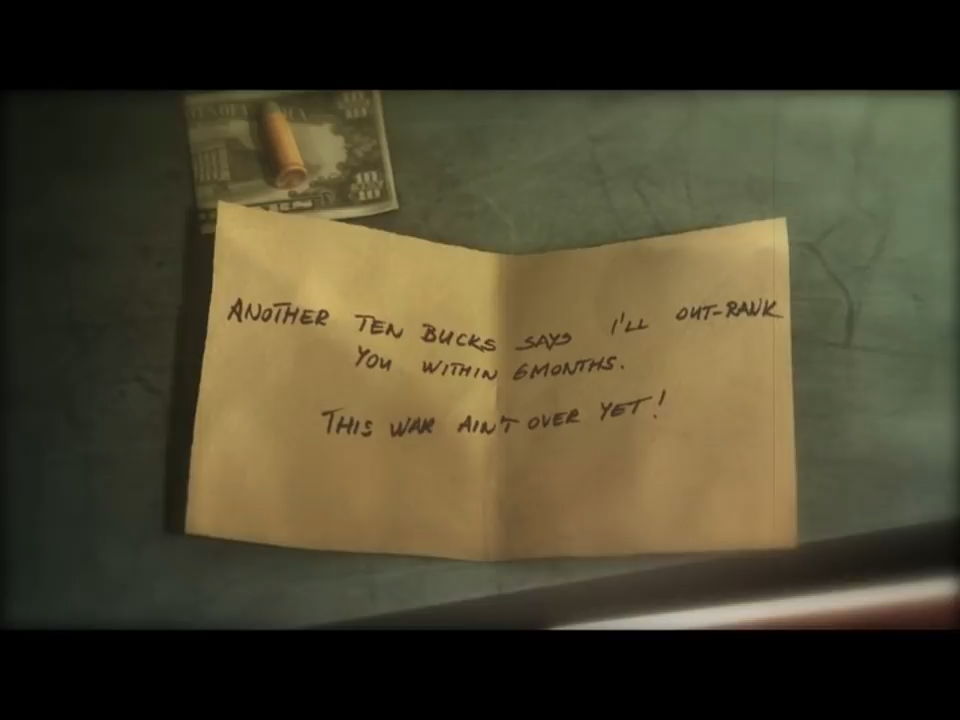 ANOTHER TEN BUCKS SAYS I'LL OUT-RANK
YOU WITHIN 6MONTHS.
THIS WAR AIN'T OVER YET!